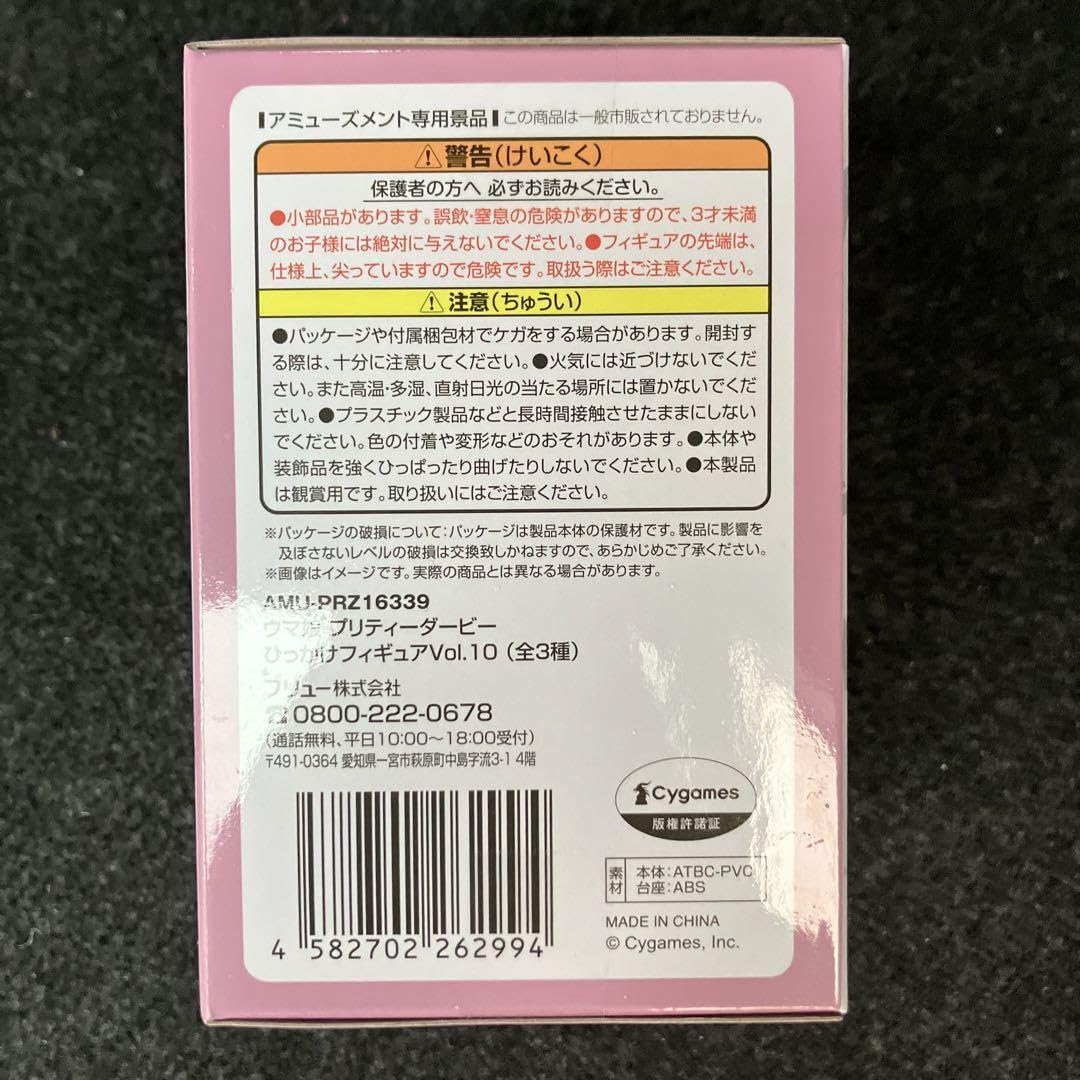 アミューズメント専用景品 この商品は一般市販されておりません。
⚠警告(けいこく)
保護者の方へ 必ずお読みください。
●小部品があります。誤飲・窒息の危険がありますので、3才未満
のお子様には絶対に与えないでください。●フィギュアの先端は、
仕様上、尖っていますので危険です。取扱う際はご注意ください。
⚠注意(ちゅうい)
●パッケージや付属梱包材でケガをする場合があります。開封す
る際は、十分に注意してください。●火気には近づけないでくだ
さい。また高温・多湿、直射日光の当たる場所には置かないでくだ
さい。●プラスチック製品などと長時間接触させたままにしない
でください。色の付着や変形などのおそれがあります。●本体や
装飾品を強くひっぱったり曲げたりしないでください。●本製品
は観賞用です。取り扱いにはご注意ください。
※パッケージの破損について:パッケージは製品本体の保護材です。製品に影響を
及ぼさないレベルの破損は交換致しかねますので、あらかじめご了承ください。
※画像はイメージです。実際の商品とは異なる場合があります。
AMU-PRZ16339
ウマ娘 プリティーダービー
ひっかけフィギュアVol.10(全3種)
フリュー株式会社
☎0800-222-0678
(通話無料、平日10:00〜18:00受付)
〒491-0364 愛知県一宮市萩原町中島字流3-1 4階
Cygames
版権許諾証
素材 本体:ATBC-PVC
台座:ABS
MADE IN CHINA
© Cygames, Inc.
4 582702 262994